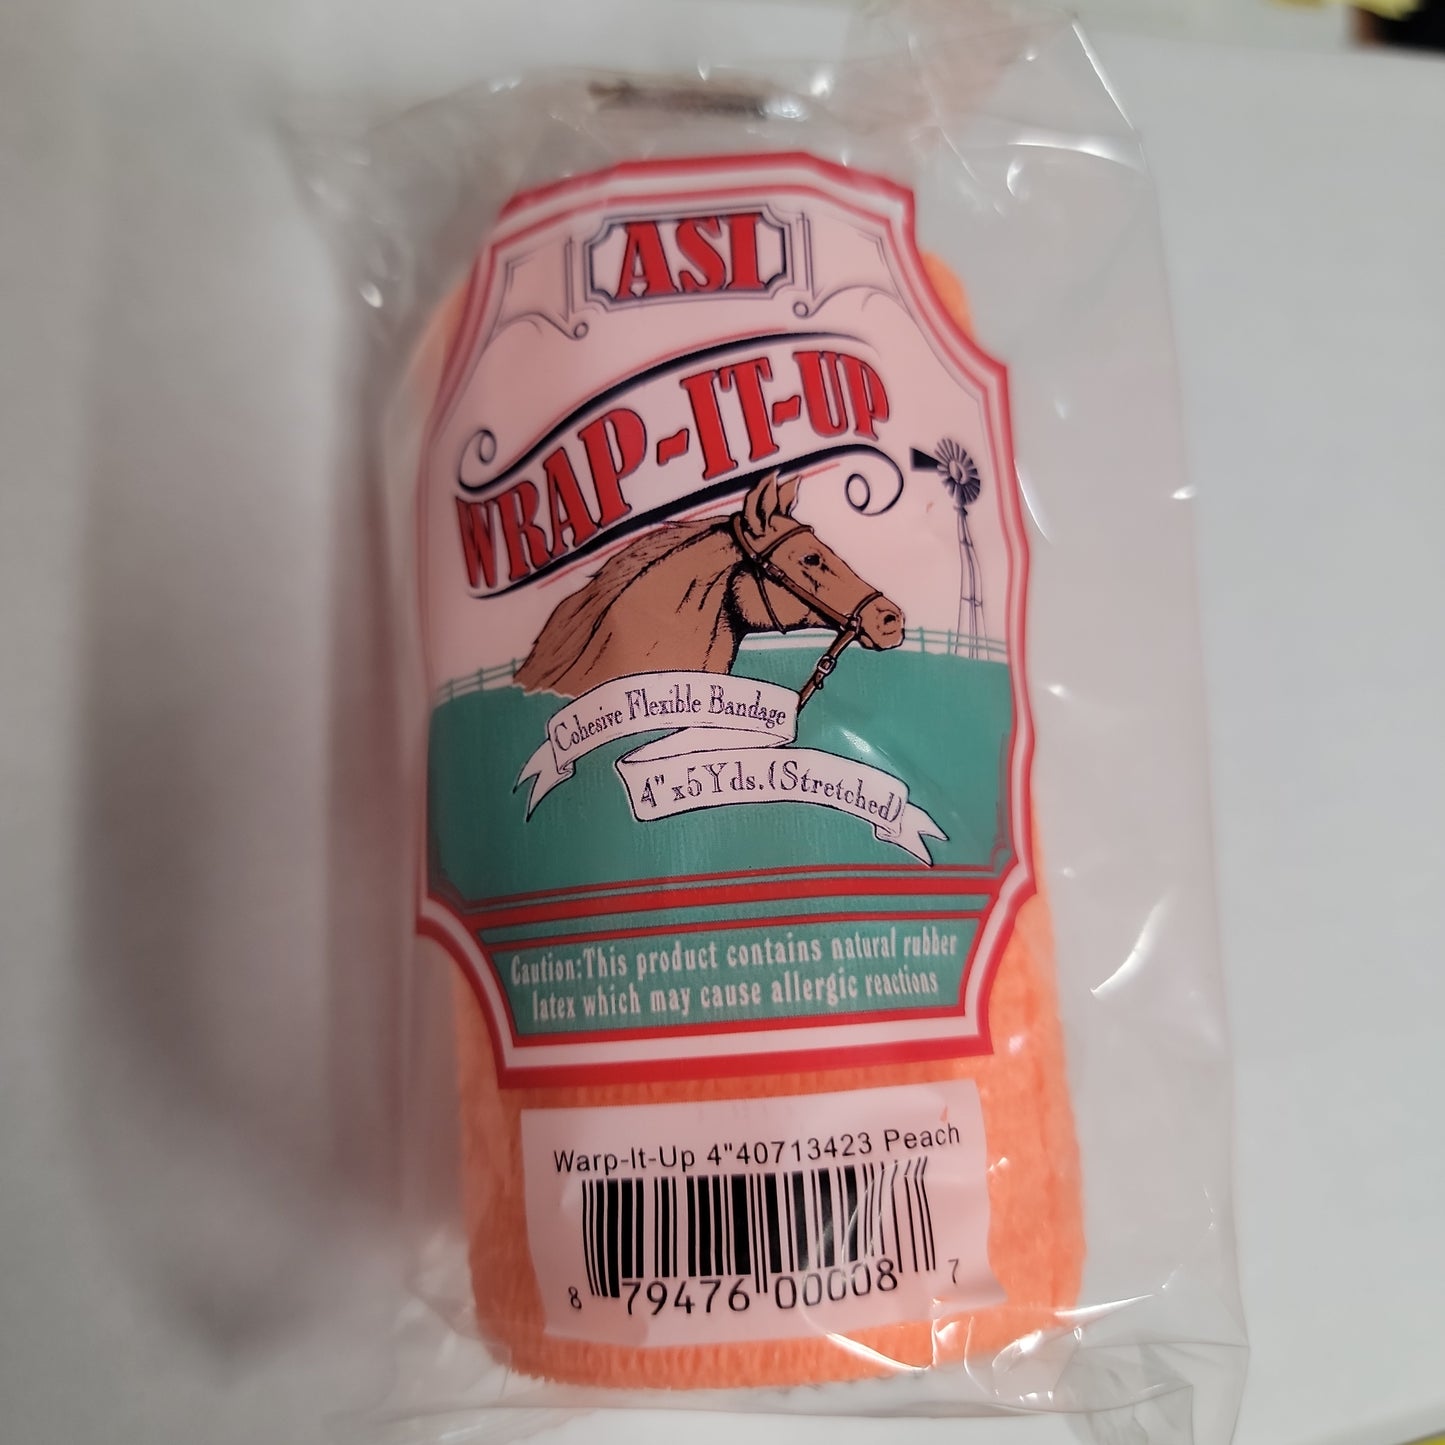 ASI
WRAP-IT-UP
Cohesive Flexible Bandage
4" x5Yds.(Stretched)
Caution:This product contains natural rubber
latex which may cause allergic reactions
Warp-It-Up 4"40713423 Peach
8 79476 00008 7